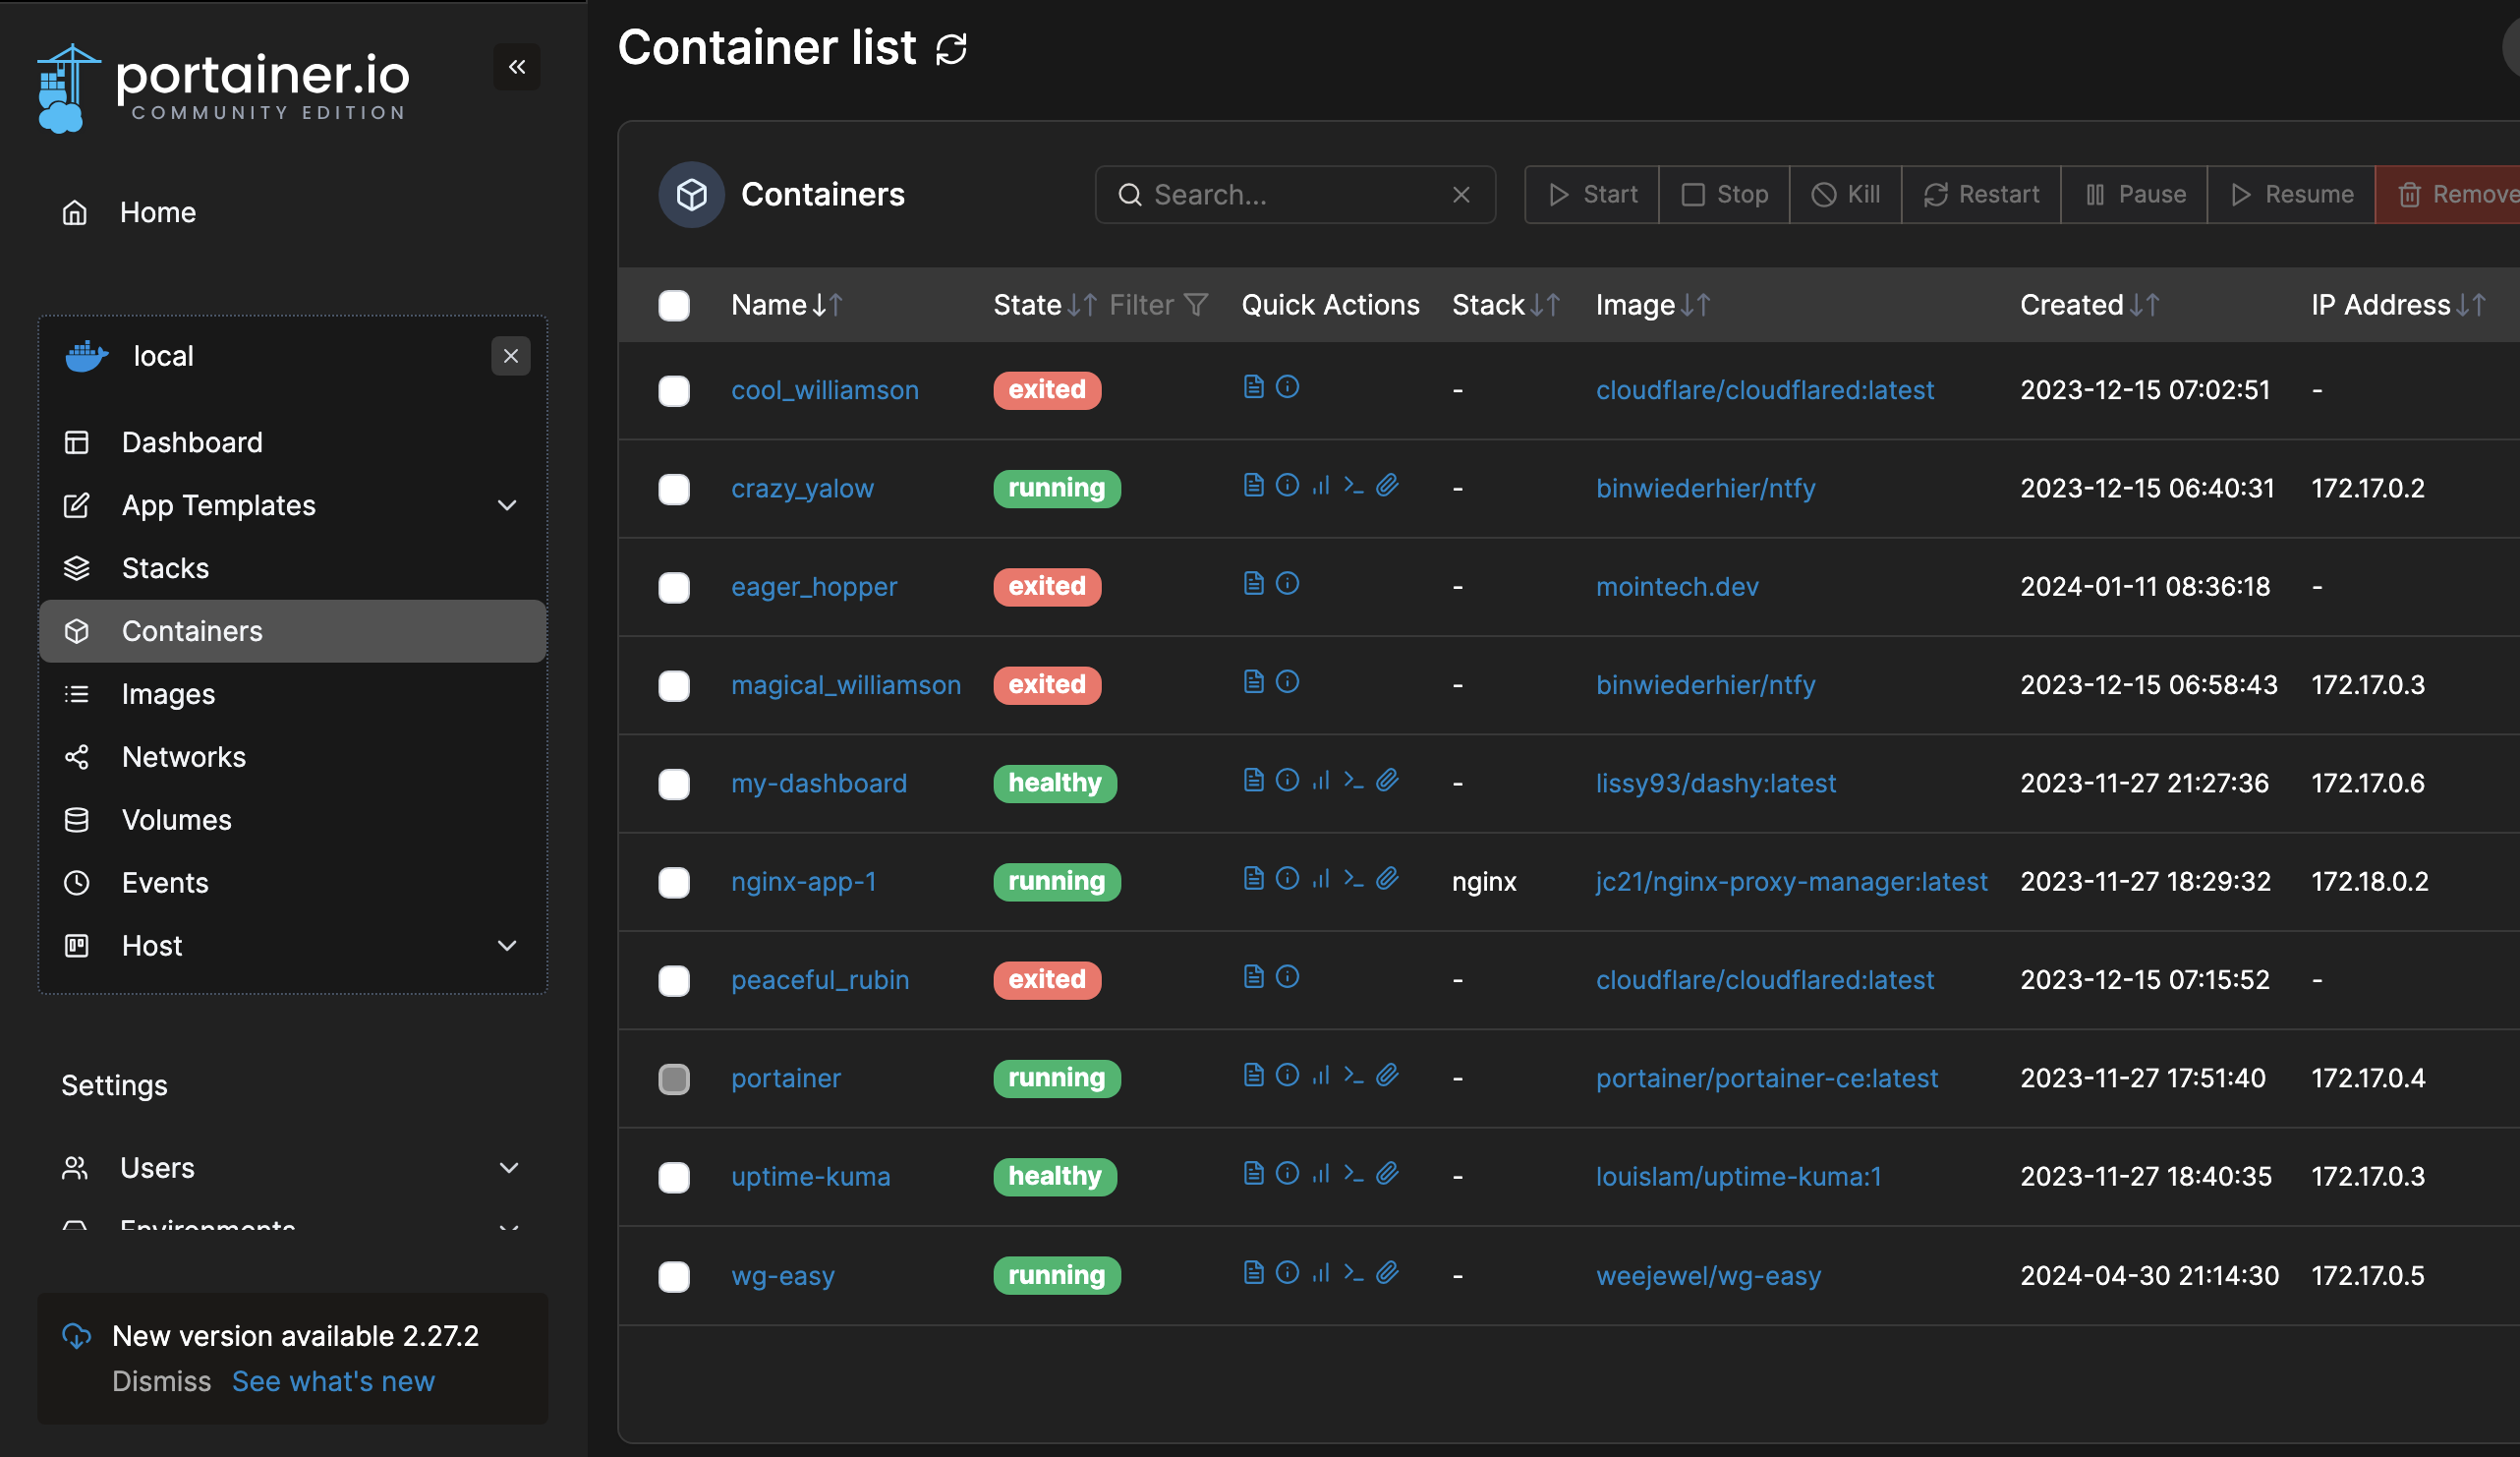 portainer.io
COMMUNITY EDITION
Home
local
Dashboard
App Templates
Stacks
Containers
Images
Networks
Volumes
Events
Host
Settings
Users
Environments
New version available 2.27.2
Dismiss See what's new
Container list
Containers
Search...
Start Stop Kill Restart Pause Resume Remove
Name State Filter Quick Actions Stack Image Created IP Address
cool_williamson exited - cloudflare/cloudflared:latest 2023-12-15 07:02:51 -
crazy_yalow running - binwiederhier/ntfy 2023-12-15 06:40:31 172.17.0.2
eager_hopper exited - mointech.dev 2024-01-11 08:36:18 -
magical_williamson exited - binwiederhier/ntfy 2023-12-15 06:58:43 172.17.0.3
my-dashboard healthy - lissy93/dashy:latest 2023-11-27 21:27:36 172.17.0.6
nginx-app-1 running nginx jc21/nginx-proxy-manager:latest 2023-11-27 18:29:32 172.18.0.2
peaceful_rubin exited - cloudflare/cloudflared:latest 2023-12-15 07:15:52 -
portainer running - portainer/portainer-ce:latest 2023-11-27 17:51:40 172.17.0.4
uptime-kuma healthy - louislam/uptime-kuma:1 2023-11-27 18:40:35 172.17.0.3
wg-easy running - weejewel/wg-easy 2024-04-30 21:14:30 172.17.0.5